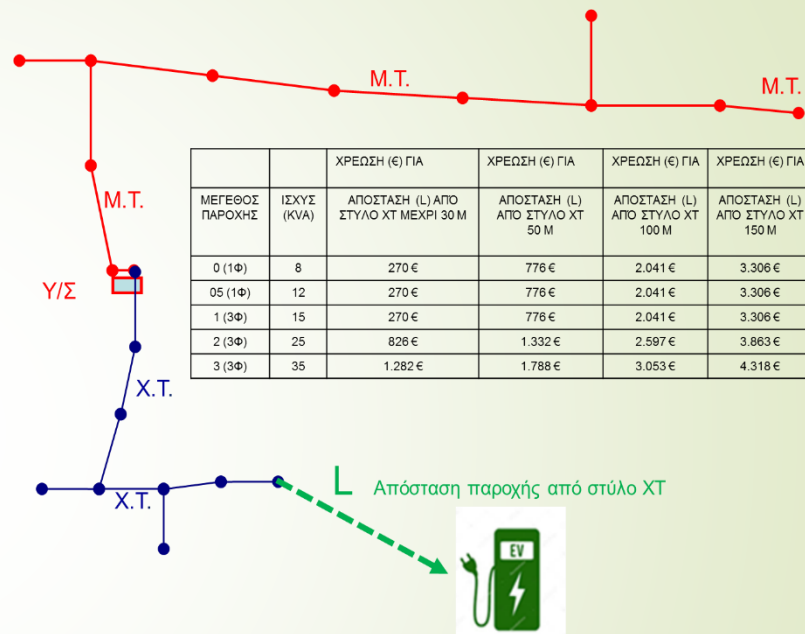 Μ.Τ.
Μ.Τ.
Μ.Τ.
ΧΡΕΩΣΗ (€) ΓΙΑ ΧΡΕΩΣΗ (€) ΓΙΑ ΧΡΕΩΣΗ (€) ΓΙΑ ΧΡΕΩΣΗ (€) ΓΙΑ
ΜΕΓΕΘΟΣ ΠΑΡΟΧΗΣ ΙΣΧΥΣ (KVA) ΑΠΟΣΤΑΣΗ (L) ΑΠΌ ΣΤΥΛΟ ΧΤ ΜΕΧΡΙ 30 Μ ΑΠΟΣΤΑΣΗ (L) ΑΠΌ ΣΤΥΛΟ ΧΤ 50 Μ ΑΠΟΣΤΑΣΗ (L) ΑΠΌ ΣΤΥΛΟ ΧΤ 100 Μ ΑΠΟΣΤΑΣΗ (L) ΑΠΌ ΣΤΥΛΟ ΧΤ 150 Μ
0 (1Φ) 8 270 € 776 € 2.041 € 3.306 €
05 (1Φ) 12 270 € 776 € 2.041 € 3.306 €
1 (3Φ) 15 270 € 776 € 2.041 € 3.306 €
2 (3Φ) 25 826 € 1.332 € 2.597 € 3.863 €
3 (3Φ) 35 1.282 € 1.788 € 3.053 € 4.318 €
Υ/Σ
Χ.Τ.
Χ.Τ.
L Απόσταση παροχής από στύλο ΧΤ
EV